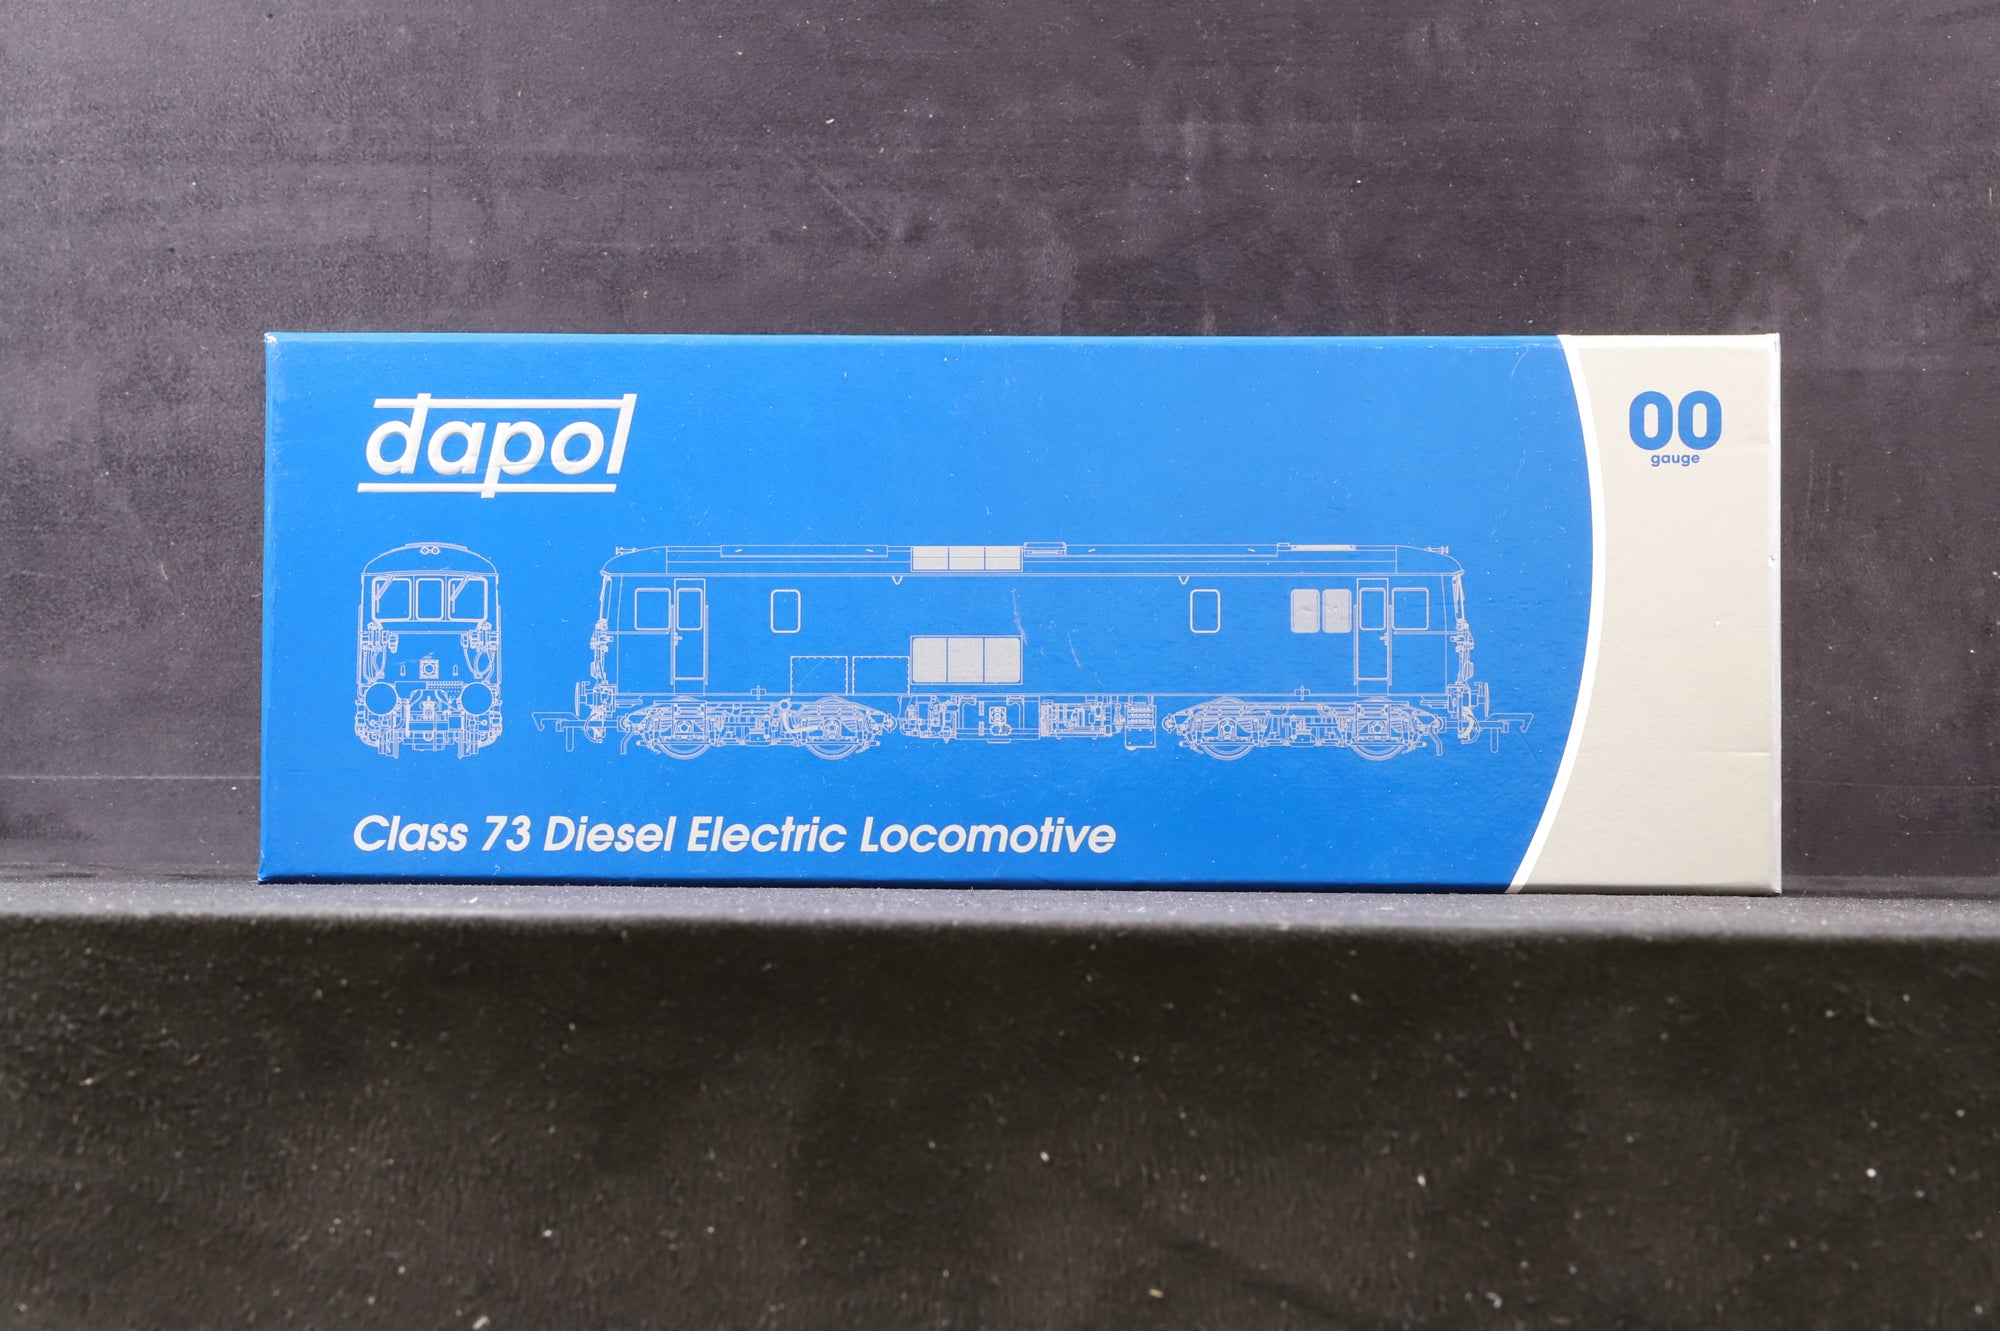 dapol
00
gauge
Class 73 Diesel Electric Locomotive